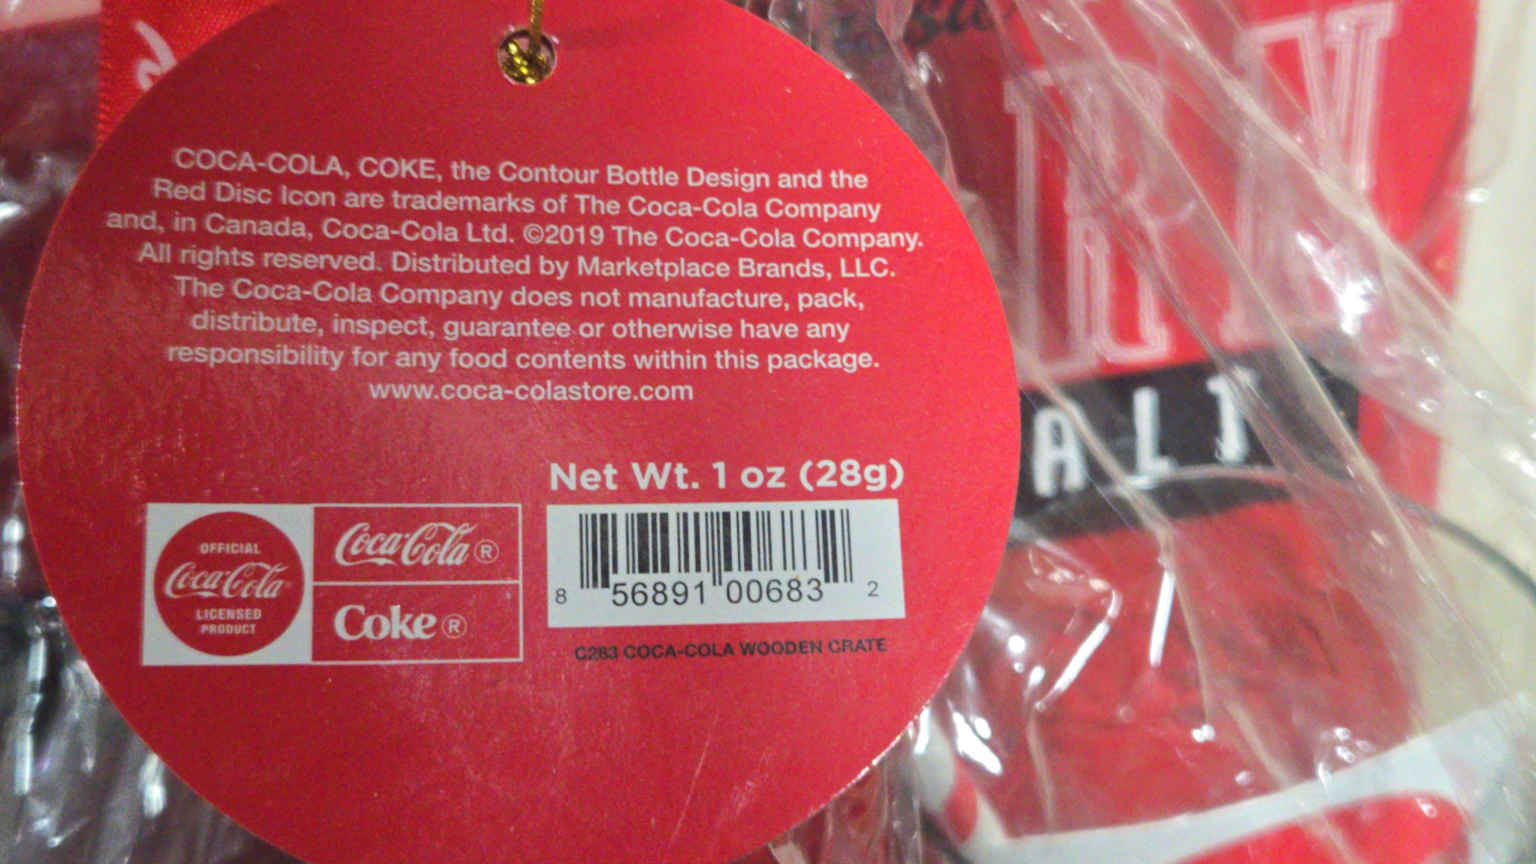 COCA-COLA, COKE, the Contour Bottle Design and the
Red Disc Icon are trademarks of The Coca-Cola Company
and, in Canada, Coca-Cola Ltd. ©2019 The Coca-Cola Company.
All rights reserved. Distributed by Marketplace Brands, LLC.
The Coca-Cola Company does not manufacture, pack,
distribute, inspect, guarantee or otherwise have any
responsibility for any food contents within this package.
www.coca-colastore.com
Net Wt. 1 oz (28g)
OFFICIAL
Coca-Cola
LICENSED
PRODUCT
Coca-Cola®
Coke®
8 56891 00683 2
C283 COCA-COLA WOODEN CRATE